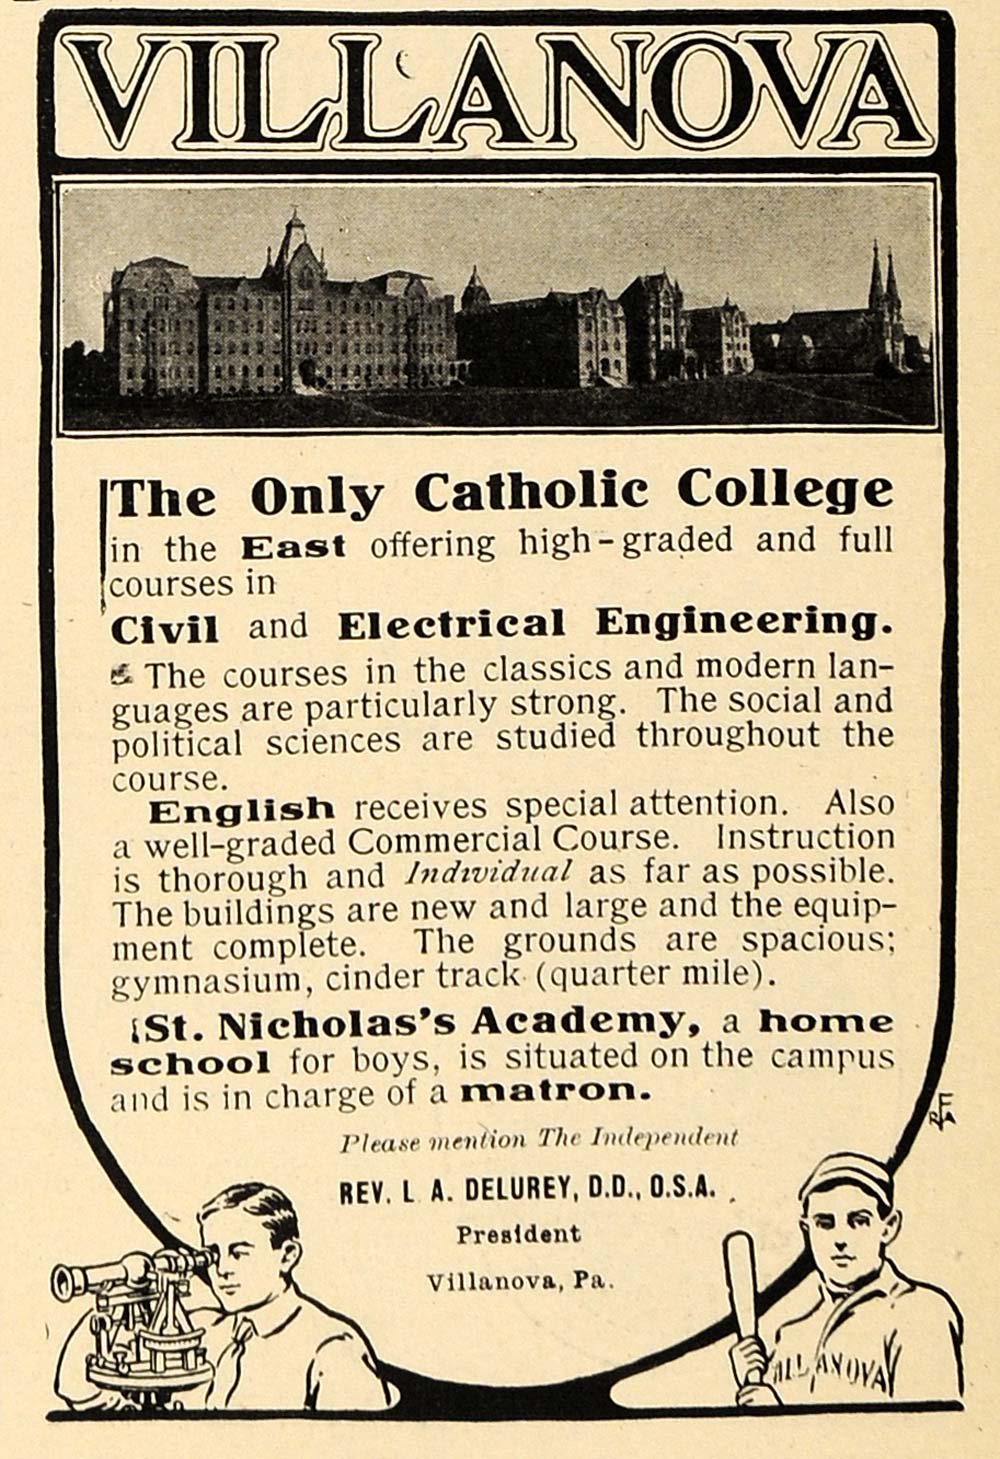 VILLANOVA
The Only Catholic College
in the East offering high-graded and full
courses in
Civil and Electrical Engineering.
The courses in the classics and modern lan-
guages are particularly strong. The social and
political sciences are studied throughout the
course.
English receives special attention. Also
a well-graded Commercial Course. Instruction
is thorough and Individual as far as possible.
The buildings are new and large and the equip-
ment complete. The grounds are spacious;
gymnasium, cinder track (quarter mile).
St. Nicholas's Academy, a home
school for boys, is situated on the campus
and is in charge of a matron.
Please mention The Independent
REV. L. A. DELUREY, D.D., O.S.A.
President
Villanova, Pa.
VILLANOVA